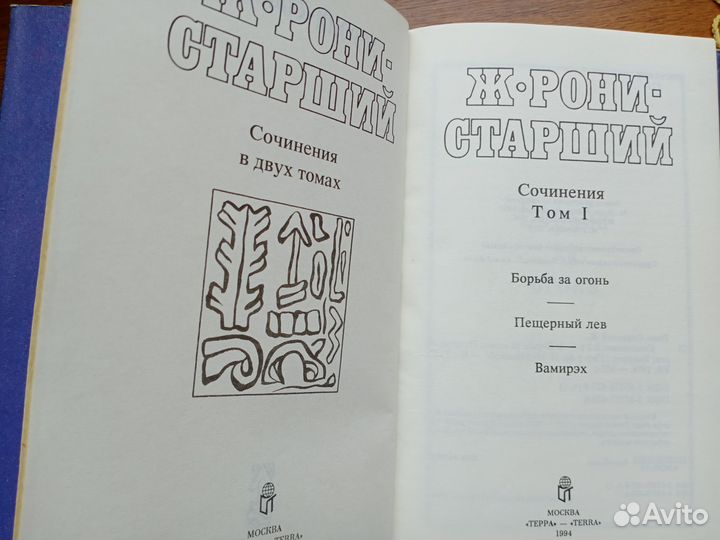 Ж·РОНИ-
СТАРШИЙ
Сочинения
в двух томах
МОСКВА
TERRA»
Ж·РОНИ-
СТАРШИЙ
Сочинения
Том I
Борьба за огонь
Пещерный лев
Вамирэх
МОСКВА
«ТЕРРА» — «TERRA»
1994
Avito